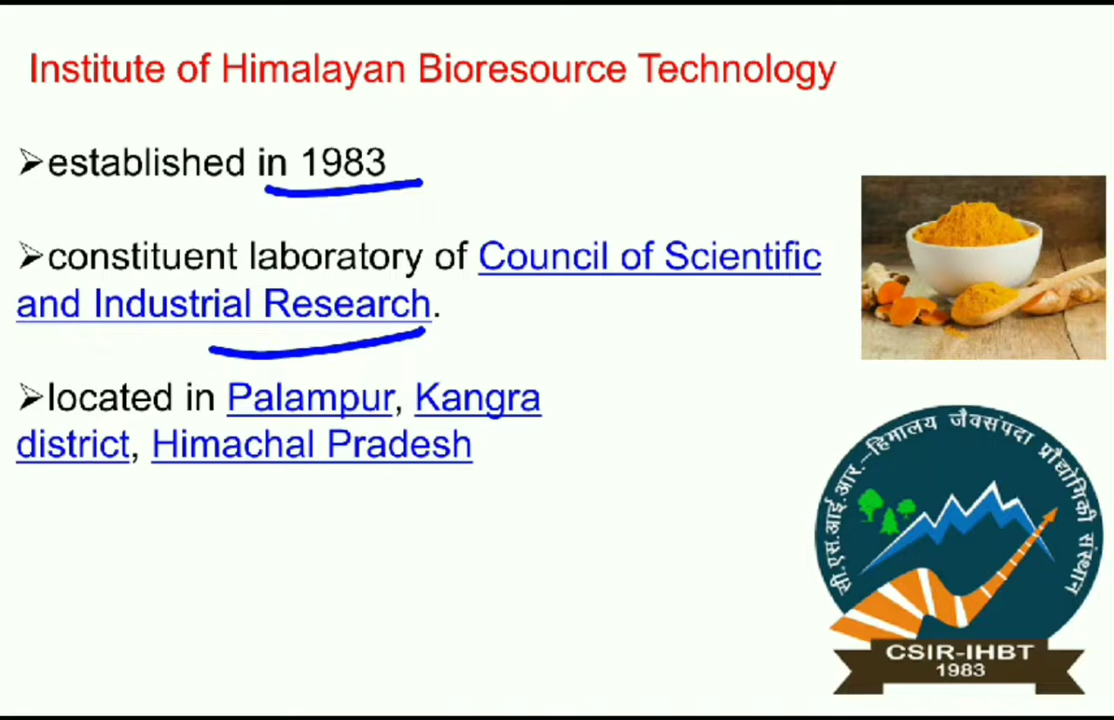 Institute of Himalayan Bioresource Technology
➢established in 1983
➢constituent laboratory of Council of Scientific
and Industrial Research.
➢located in Palampur, Kangra
district, Himachal Pradesh
सी.एस.आई.आर.-हिमालय जैवसंपदा प्रौद्योगिकी संस्थान
CSIR-IHBT
1983